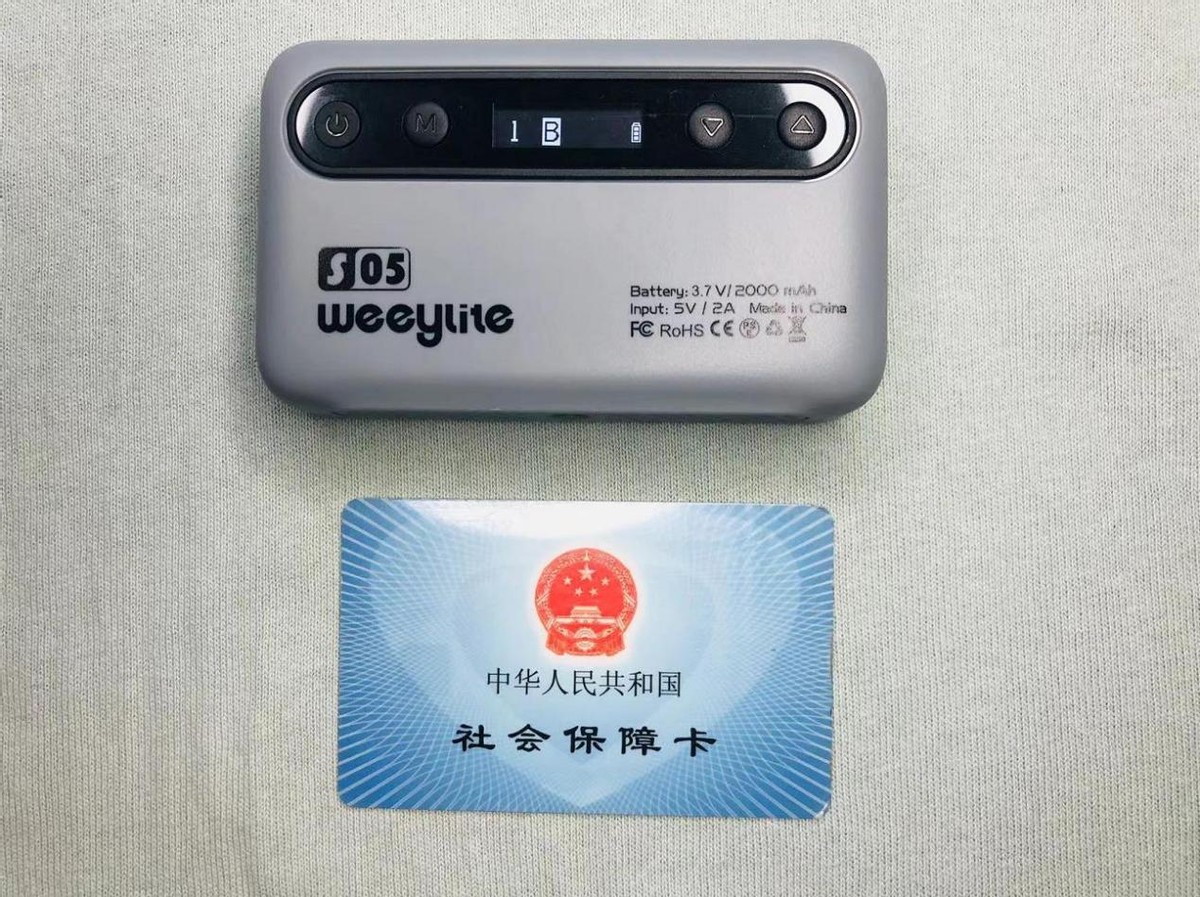 M
1 B
S05
weeylite
Battery: 3.7 V/ 2000 mAh
Input: 5V / 2A Made in China
FC RoHS CE
中华人民共和国
社会保障卡